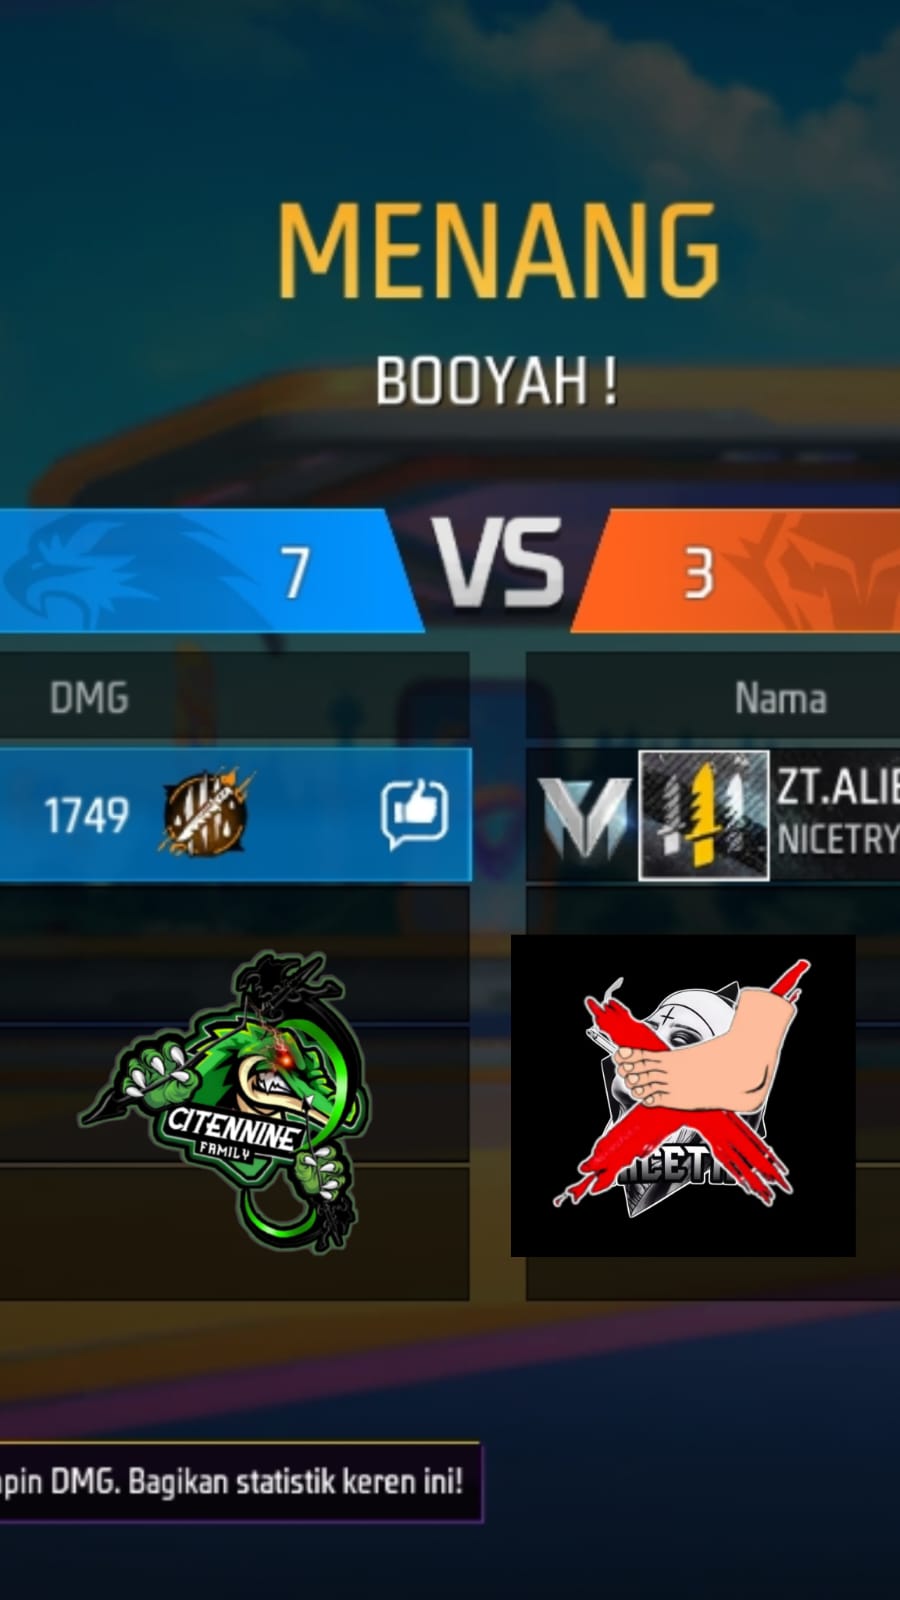 MENANG
BOOYAH !
7 VS 3
DMG
Nama
1749
ZT.ALIE
NICETRY
CITENNINE
FAMILY
pin DMG. Bagikan statistik keren ini!